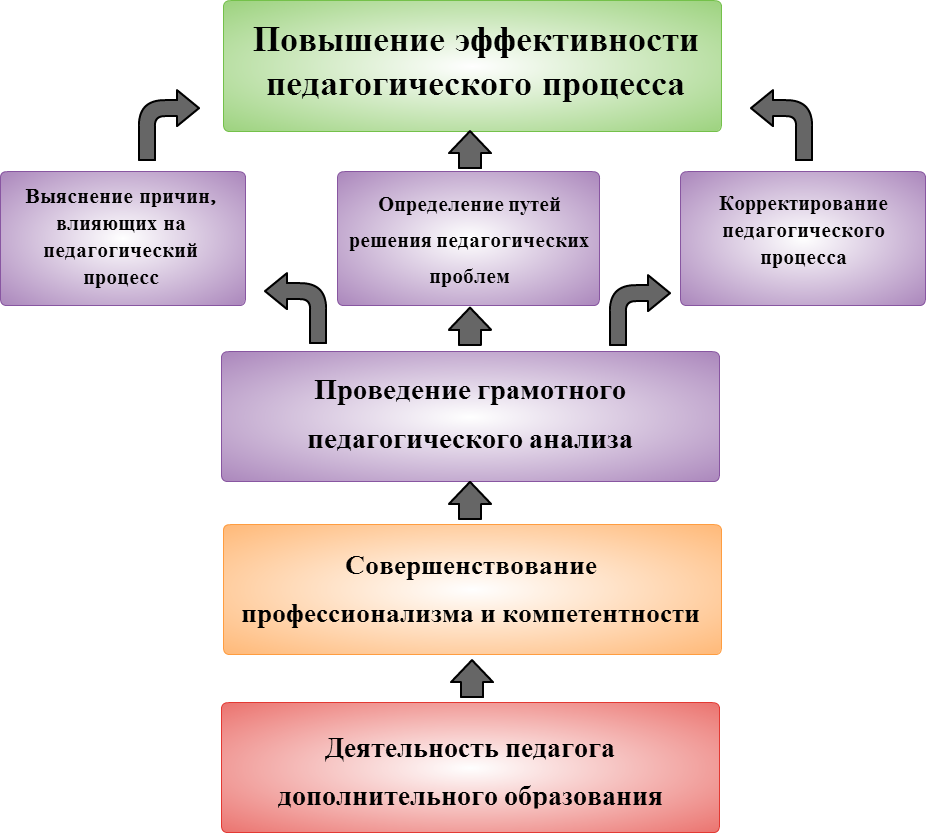 Повышение эффективности
педагогического процесса
Выяснение причин,
влияющих на
педагогический
процесс
Определение путей
решения педагогических
проблем
Корректирование
педагогического
процесса
Проведение грамотного
педагогического анализа
Совершенствование
профессионализма и компетентности
Деятельность педагога
дополнительного образования